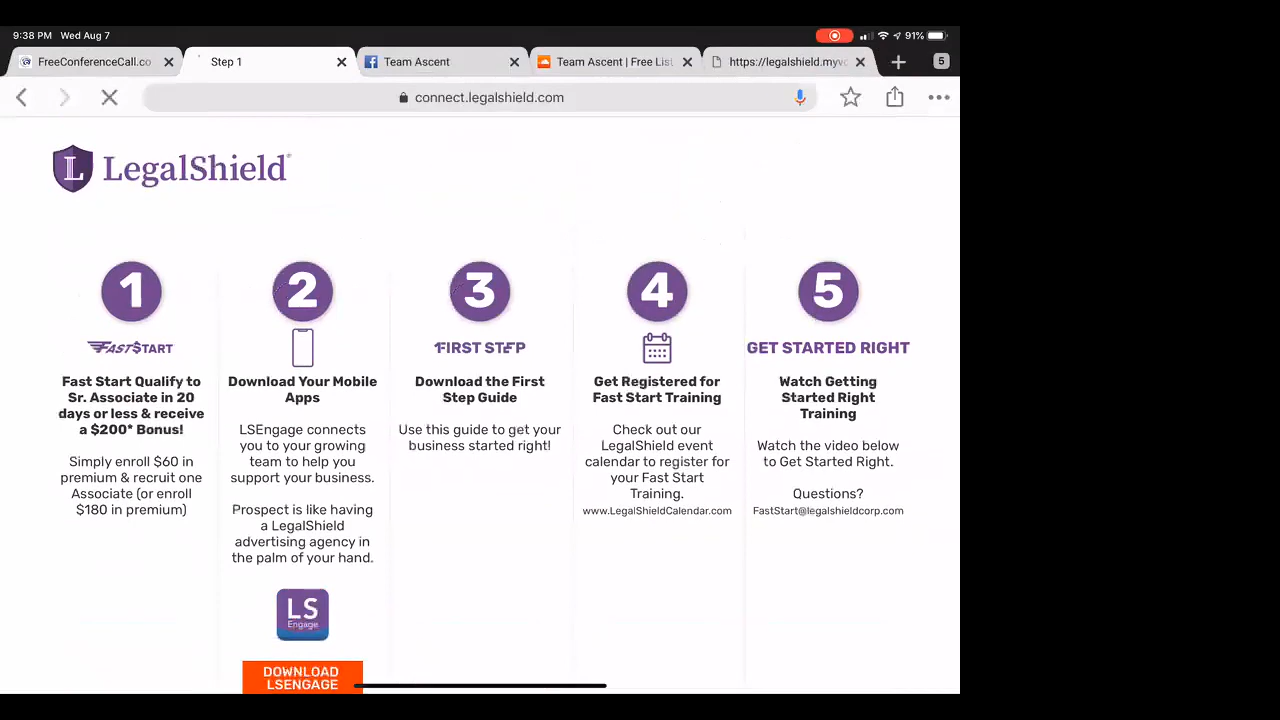 9:38 PM Wed Aug 7
91%
FreeConferenceCall.co
Step 1
Team Ascent
Team Ascent | Free List
https://legalshield.myvo
5
connect.legalshield.com
L LegalShield®
1
FAST$TART
Fast Start Qualify to
Sr. Associate in 20
days or less & receive
a $200* Bonus!
Simply enroll $60 in
premium & recruit one
Associate (or enroll
$180 in premium)
2
Download Your Mobile
Apps
LSEngage connects
you to your growing
team to help you
support your business.
Prospect is like having
a LegalShield
advertising agency in
the palm of your hand.
LS
Engage
DOWNLOAD
LSENGAGE
3
FIRST STEP
Download the First
Step Guide
Use this guide to get your
business started right!
4
Get Registered for
Fast Start Training
Check out our
LegalShield event
calendar to register for
your Fast Start
Training.
www.LegalShieldCalendar.com
5
GET STARTED RIGHT
Watch Getting
Started Right
Training
Watch the video below
to Get Started Right.
Questions?
FastStart@legalshieldcorp.com